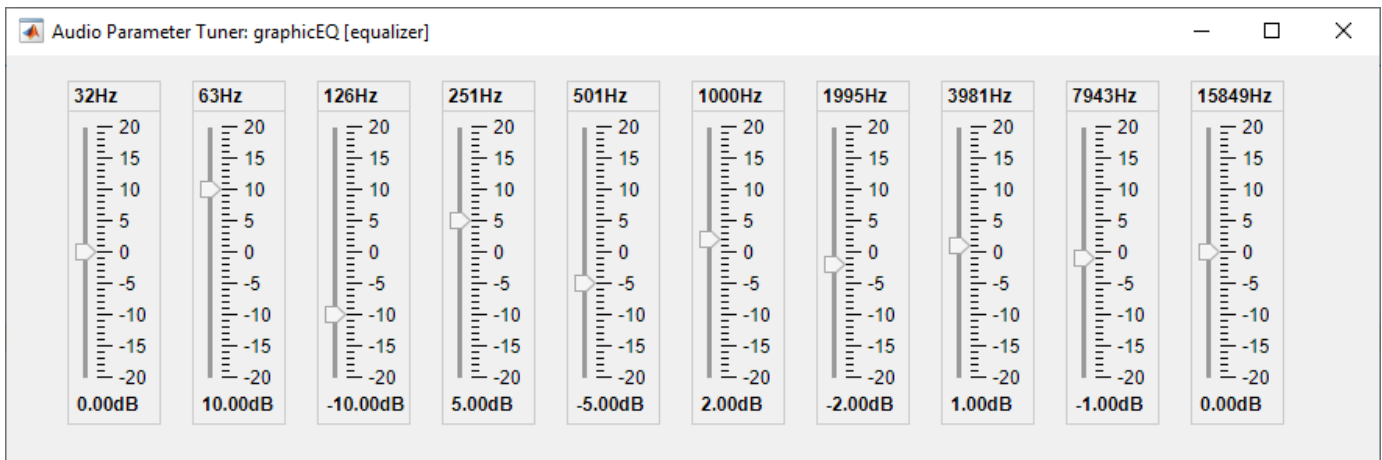 Audio Parameter Tuner: graphicEQ [equalizer]
32Hz 63Hz 126Hz 251Hz 501Hz 1000Hz 1995Hz 3981Hz 7943Hz 15849Hz
20 20 20 20 20 20 20 20 20 20
15 15 15 15 15 15 15 15 15 15
10 10 10 10 10 10 10 10 10 10
5 5 5 5 5 5 5 5 5 5
0 0 0 0 0 0 0 0 0 0
-5 -5 -5 -5 -5 -5 -5 -5 -5 -5
-10 -10 -10 -10 -10 -10 -10 -10 -10 -10
-15 -15 -15 -15 -15 -15 -15 -15 -15 -15
-20 -20 -20 -20 -20 -20 -20 -20 -20 -20
0.00dB 10.00dB -10.00dB 5.00dB -5.00dB 2.00dB -2.00dB 1.00dB -1.00dB 0.00dB